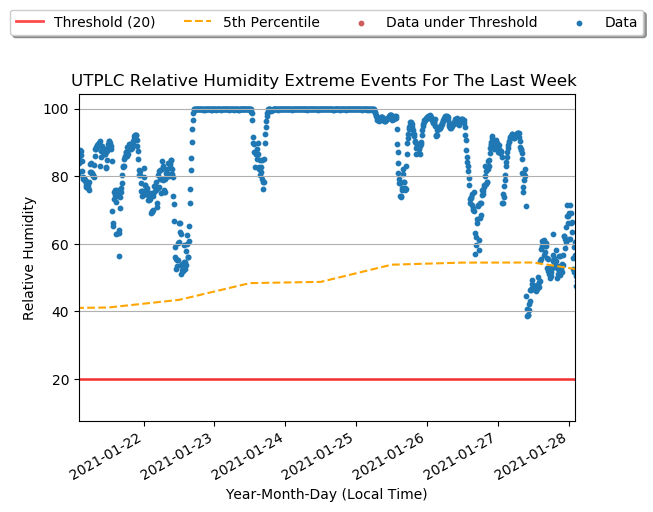 Threshold (20) 5th Percentile Data under Threshold Data
UTPLC Relative Humidity Extreme Events For The Last Week
100
80
60
40
20
Relative Humidity
2021-01-22 2021-01-23 2021-01-24 2021-01-25 2021-01-26 2021-01-27 2021-01-28
Year-Month-Day (Local Time)